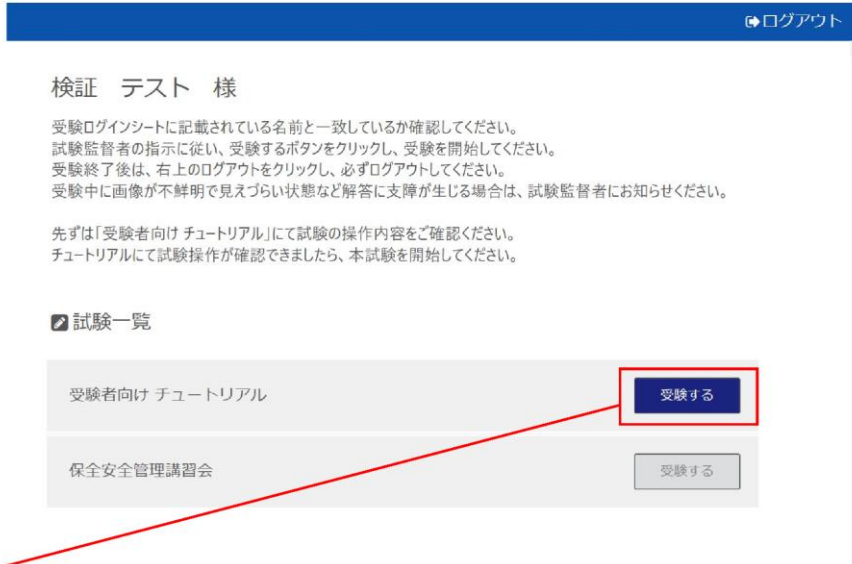 ログアウト
検証　テスト　様
受験ログインシートに記載されている名前と一致しているか確認してください。
試験監督者の指示に従い、受験するボタンをクリックし、受験を開始してください。
受験終了後は、右上のログアウトをクリックし、必ずログアウトしてください。
受験中に画像が不鮮明で見えづらい状態など解答に支障が生じる場合は、試験監督者にお知らせください。
先ずは「受験者向け チュートリアル」にて試験の操作内容をご確認ください。
チュートリアルにて試験操作が確認できましたら、本試験を開始してください。
試験一覧
受験者向け チュートリアル
受験する
保全安全管理講習会
受験する